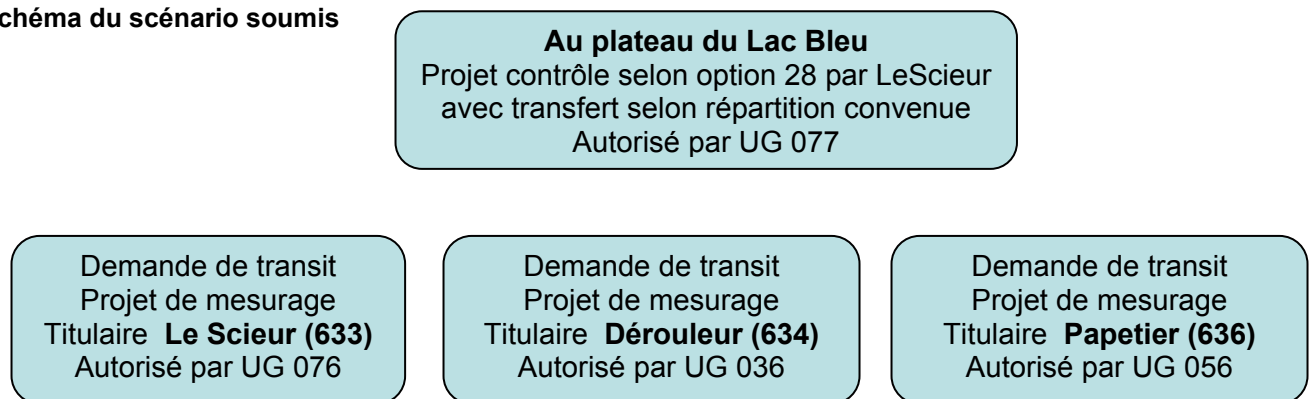 chéma du scénario soumis
Au plateau du Lac Bleu
Projet contrôle selon option 28 par LeScieur
avec transfert selon répartition convenue
Autorisé par UG 077
Demande de transit
Projet de mesurage
Titulaire Le Scieur (633)
Autorisé par UG 076
Demande de transit
Projet de mesurage
Titulaire Dérouleur (634)
Autorisé par UG 036
Demande de transit
Projet de mesurage
Titulaire Papetier (636)
Autorisé par UG 056